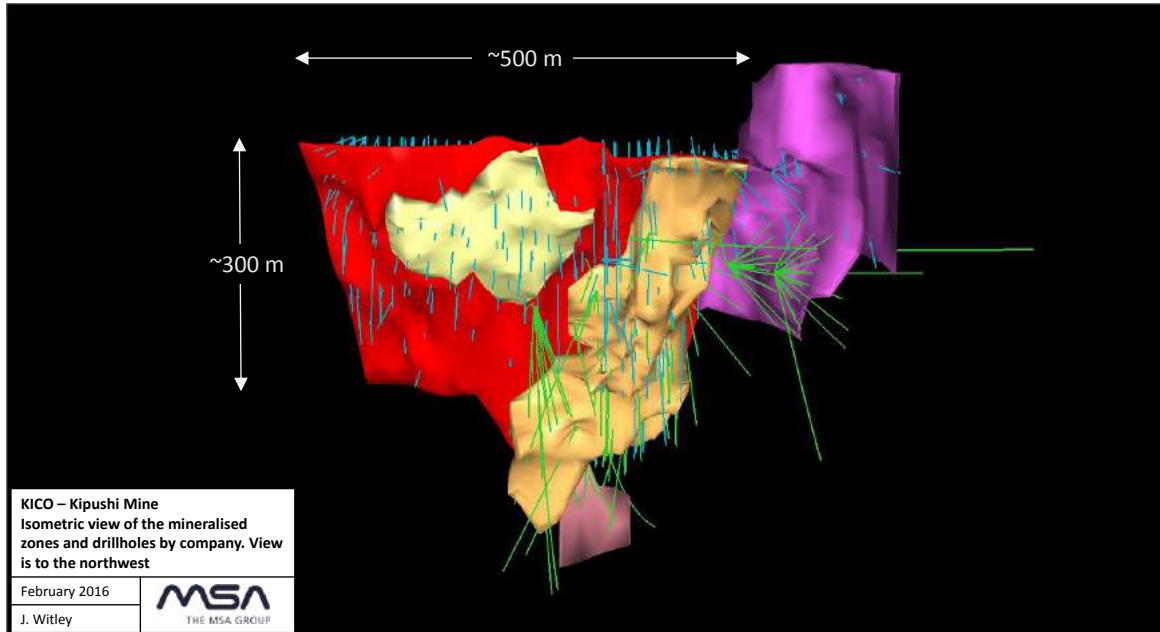 ~500 m
~300 m
KICO – Kipushi Mine
Isometric view of the mineralised
zones and drillholes by company. View
is to the northwest
February 2016
J. Witley
MSA
THE MSA GROUP